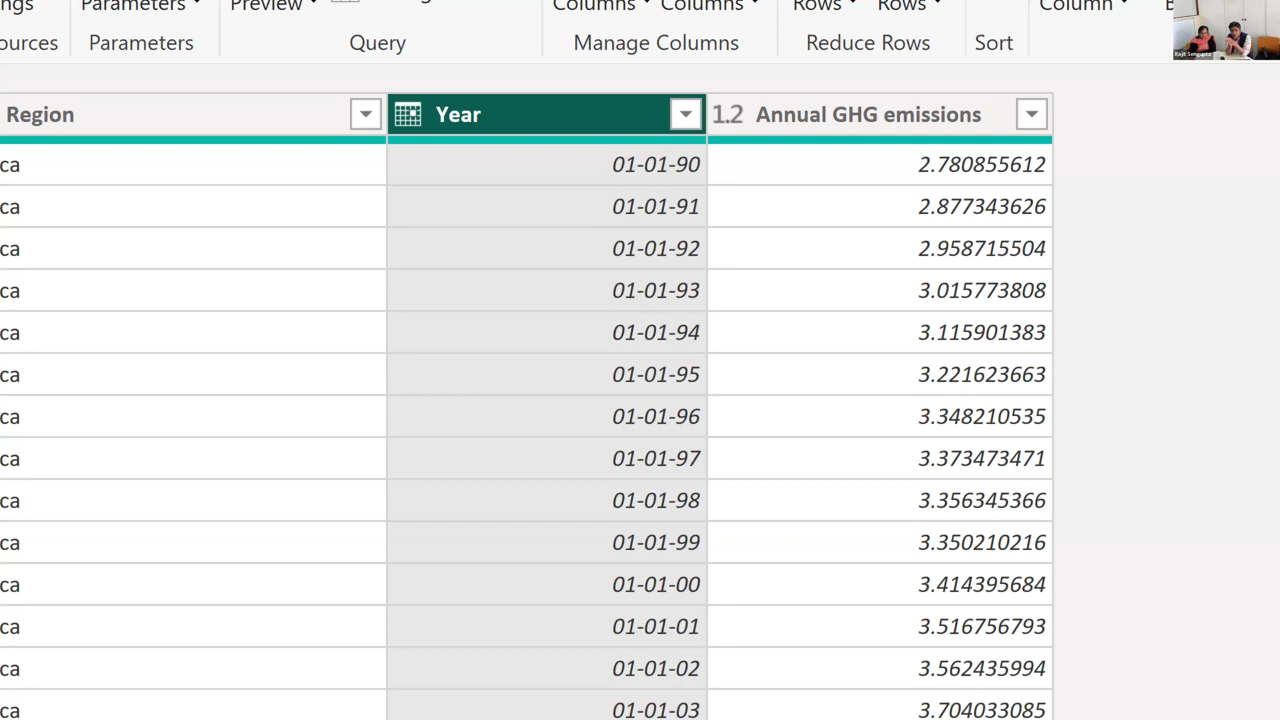 ngs Parameters Preview Columns Columns Rows Rows Column
ources Parameters Query Manage Columns Reduce Rows Sort
Rajit Sengupta
Region Year 1.2 Annual GHG emissions
ca 01-01-90 2.780855612
ca 01-01-91 2.877343626
ca 01-01-92 2.958715504
ca 01-01-93 3.015773808
ca 01-01-94 3.115901383
ca 01-01-95 3.221623663
ca 01-01-96 3.348210535
ca 01-01-97 3.373473471
ca 01-01-98 3.356345366
ca 01-01-99 3.350210216
ca 01-01-00 3.414395684
ca 01-01-01 3.516756793
ca 01-01-02 3.562435994
ca 01-01-03 3.704033085